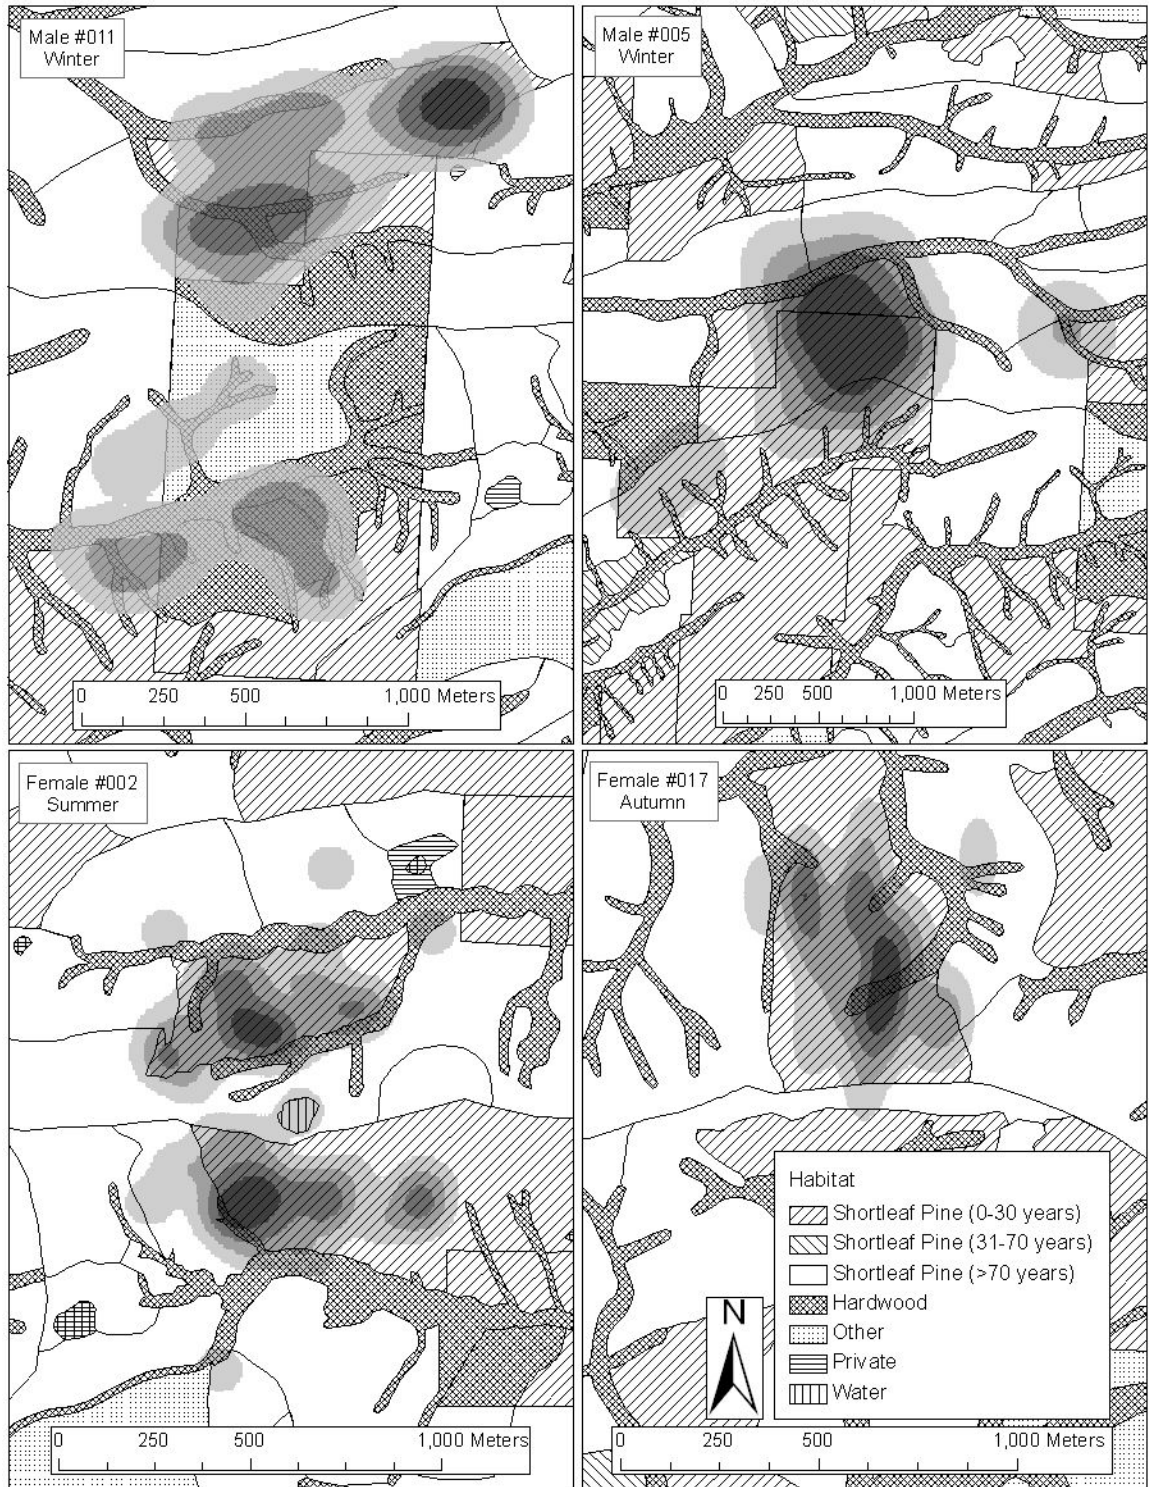 Male #011
Winter
0 250 500 1,000 Meters
Male #005
Winter
0 250 500 1,000 Meters
Female #002
Summer
0 250 500 1,000 Meters
Female #017
Autumn
Habitat
Shortleaf Pine (0-30 years)
Shortleaf Pine (31-70 years)
Shortleaf Pine (>70 years)
Hardwood
Other
Private
Water
N
0 250 500 1,000 Meters